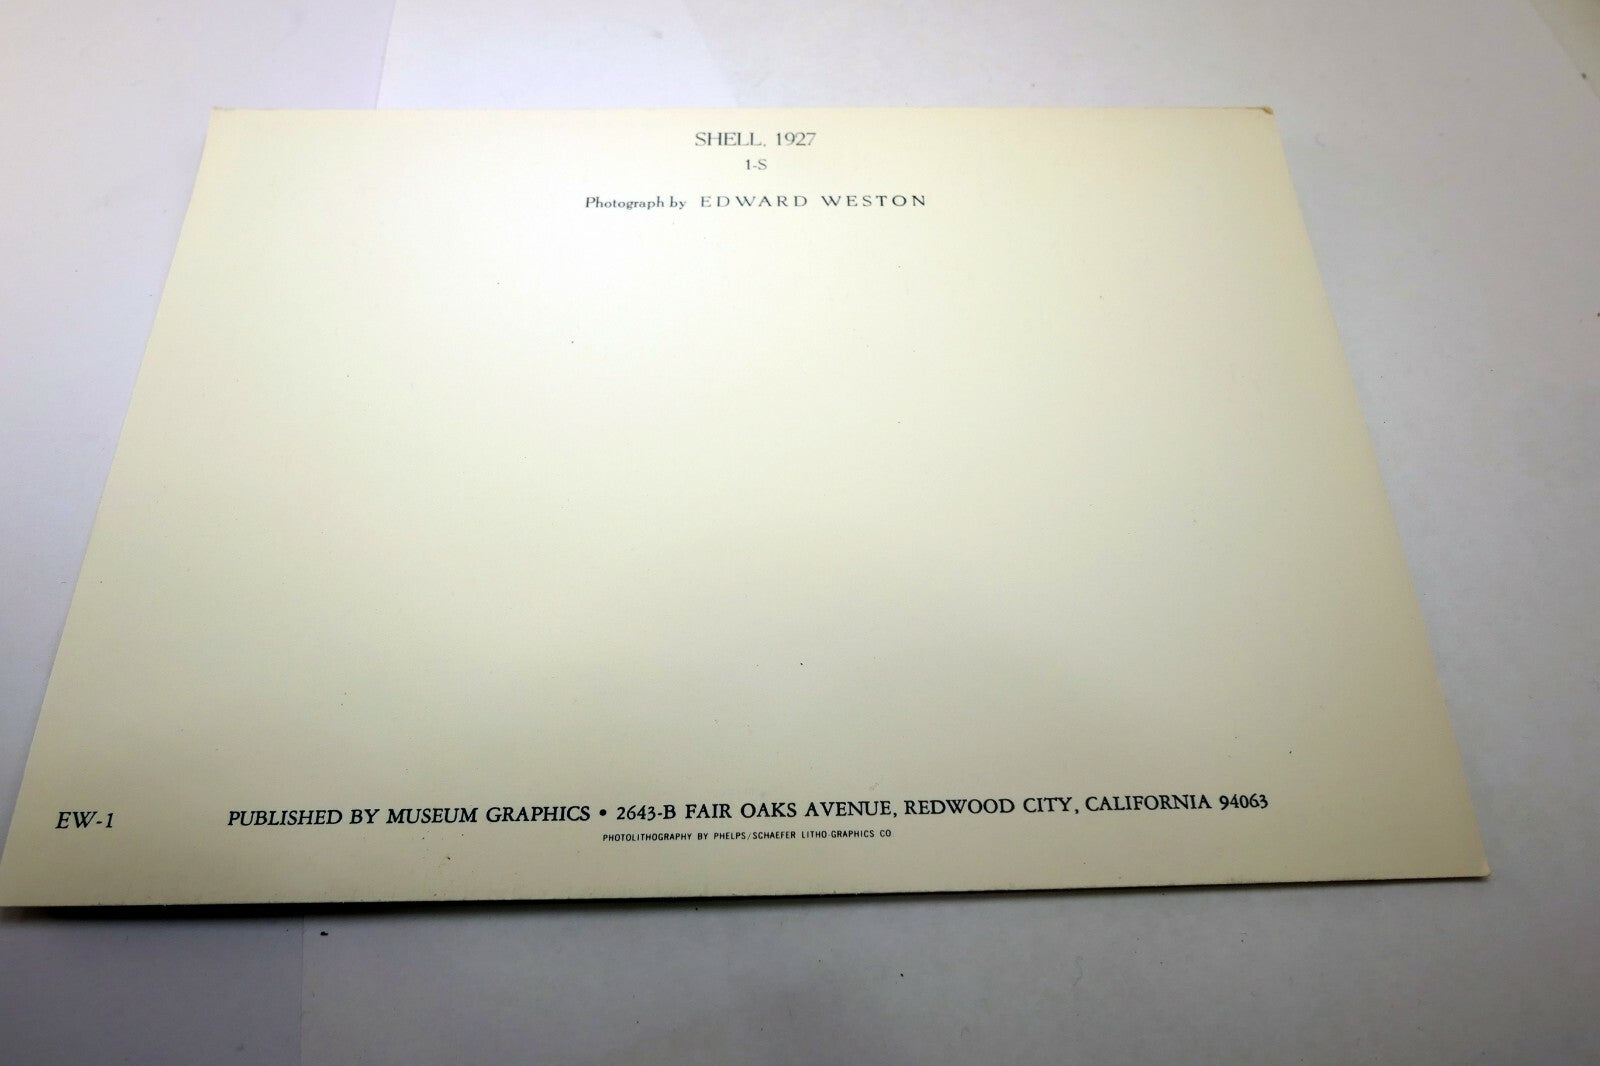 SHELL, 1927
1-S
Photograph by EDWARD WESTON
EW-1 PUBLISHED BY MUSEUM GRAPHICS • 2643-B FAIR OAKS AVENUE, REDWOOD CITY, CALIFORNIA 94063
PHOTOLITHOGRAPHY BY PHELPS/SCHAEFER LITHO-GRAPHICS CO